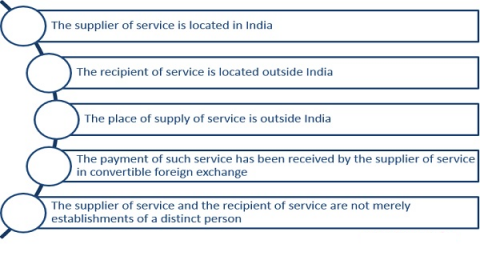 The supplier of service is located in India
The recipient of service is located outside India
The place of supply of service is outside India
The payment of such service has been received by the supplier of service
in convertible foreign exchange
The supplier of service and the recipient of service are not merely
establishments of a distinct person